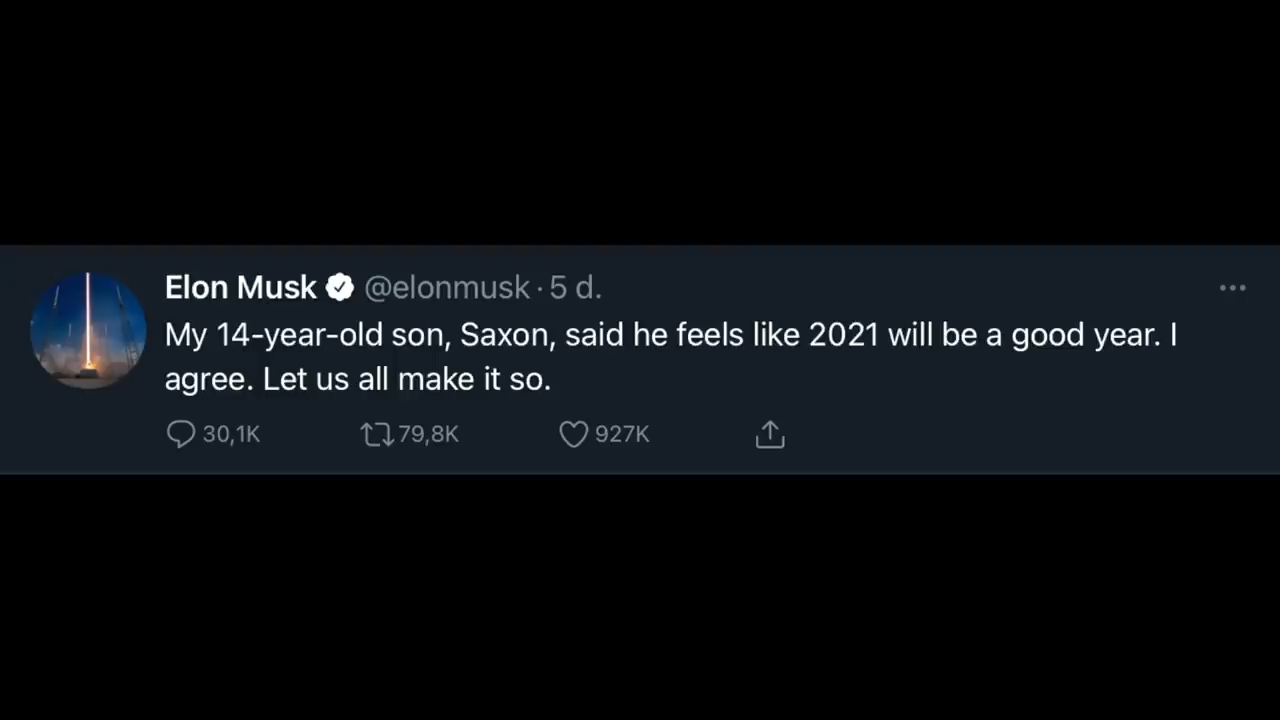 Elon Musk @elonmusk · 5 d.
My 14-year-old son, Saxon, said he feels like 2021 will be a good year. I
agree. Let us all make it so.
30,1K 79,8K 927K